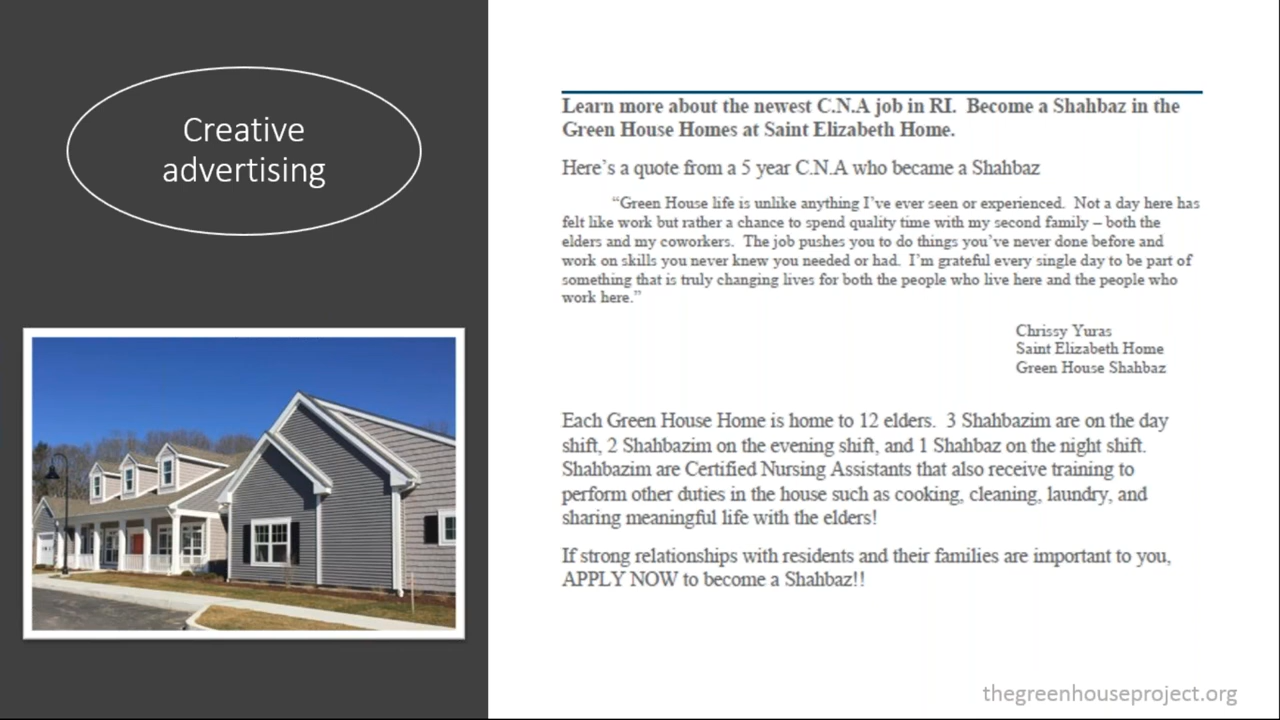 Creative
advertising
Learn more about the newest C.N.A job in RI.  Become a Shahbaz in the
Green House Homes at Saint Elizabeth Home.
Here's a quote from a 5 year C.N.A who became a Shahbaz
“Green House life is unlike anything I've ever seen or experienced.  Not a day here has
felt like work but rather a chance to spend quality time with my second family – both the
elders and my coworkers.  The job pushes you to do things you've never done before and
work on skills you never knew you needed or had.  I'm grateful every single day to be part of
something that is truly changing lives for both the people who live here and the people who
work here.”
Chrissy Yuras
Saint Elizabeth Home
Green House Shahbaz
Each Green House Home is home to 12 elders.  3 Shahbazim are on the day
shift, 2 Shahbazim on the evening shift, and 1 Shahbaz on the night shift.
Shahbazim are Certified Nursing Assistants that also receive training to
perform other duties in the house such as cooking, cleaning, laundry, and
sharing meaningful life with the elders!
If strong relationships with residents and their families are important to you,
APPLY NOW to become a Shahbaz!!
thegreenhouseproject.org